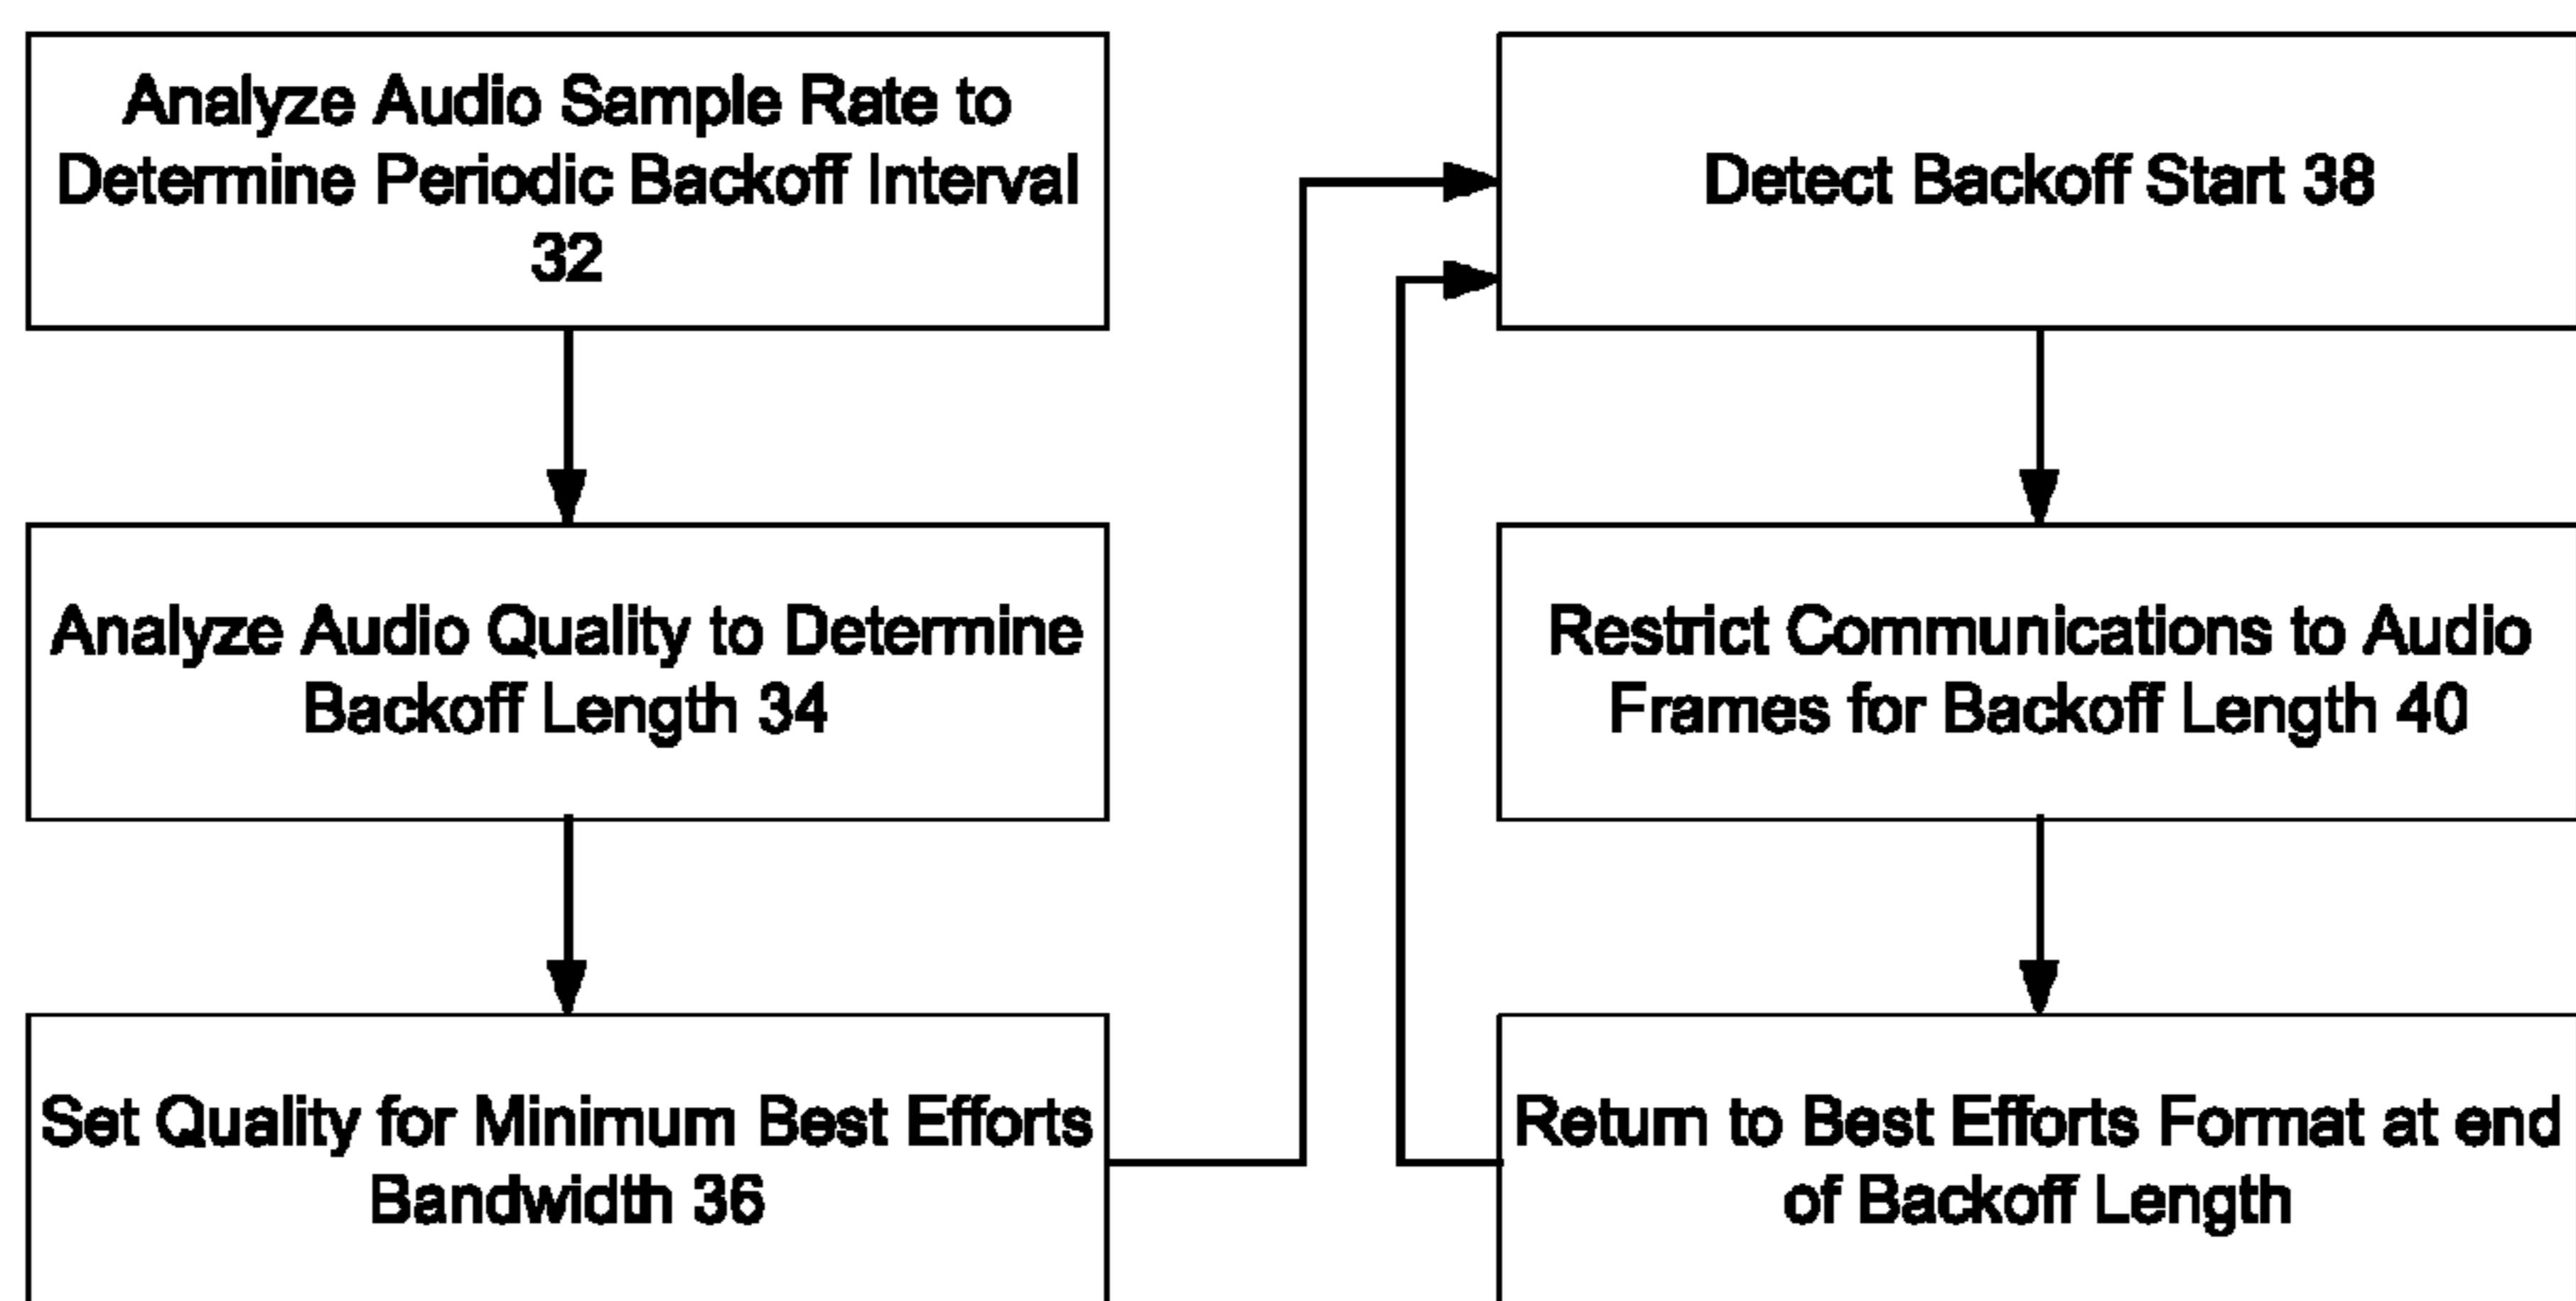 Analyze Audio Sample Rate to
Determine Periodic Backoff Interval
32
Analyze Audio Quality to Determine
Backoff Length 34
Set Quality for Minimum Best Efforts
Bandwidth 36
Detect Backoff Start 38
Restrict Communications to Audio
Frames for Backoff Length 40
Return to Best Efforts Format at end
of Backoff Length